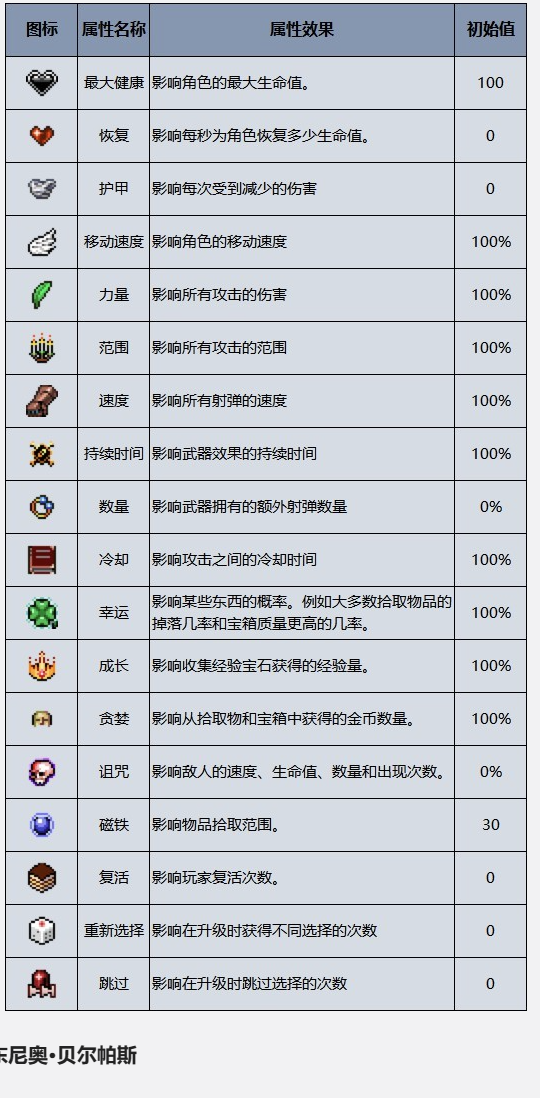 图标 属性名称 属性效果 初始值
最大健康 影响角色的最大生命值。 100
恢复 影响每秒为角色恢复多少生命值。 0
护甲 影响每次受到减少的伤害 0
移动速度 影响角色的移动速度 100%
力量 影响所有攻击的伤害 100%
范围 影响所有攻击的范围 100%
速度 影响所有射弹的速度 100%
持续时间 影响武器效果的持续时间 100%
数量 影响武器拥有的额外射弹数量 0%
冷却 影响攻击之间的冷却时间 100%
幸运 影响某些东西的概率。例如大多数拾取物品的 100%
掉落几率和宝箱质量更高的几率。
成长 影响收集经验宝石获得的经验量。 100%
贪婪 影响从拾取物和宝箱中获得的金币数量。 100%
诅咒 影响敌人的速度、生命值、数量和出现次数。 0%
磁铁 影响物品拾取范围。 30
复活 影响玩家复活次数。 0
重新选择 影响在升级时获得不同选择的次数 0
跳过 影响在升级时跳过选择的次数 0
尼奥·贝尔帕斯